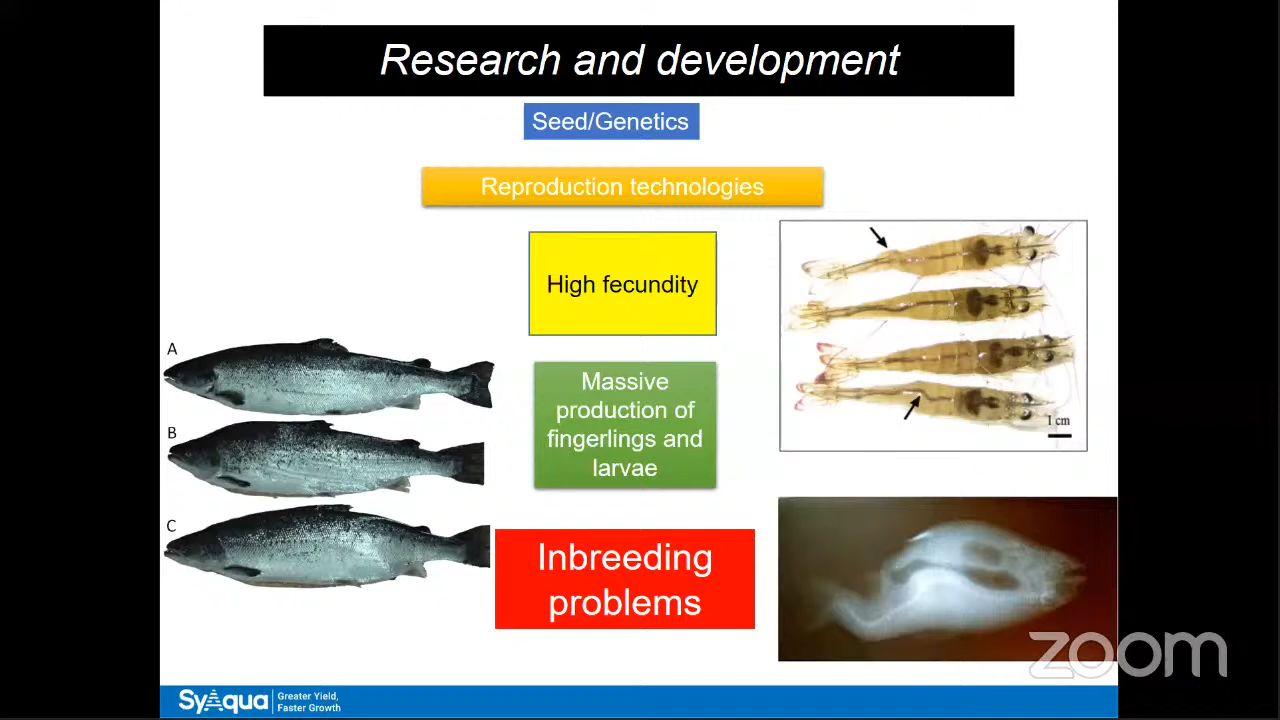 Research and development
Seed/Genetics
Reproduction technologies
High fecundity
Massive
production of
fingerlings and
larvae
Inbreeding
problems
A
B
C
1 cm
zoom
SyAqua
Greater Yield,
Faster Growth